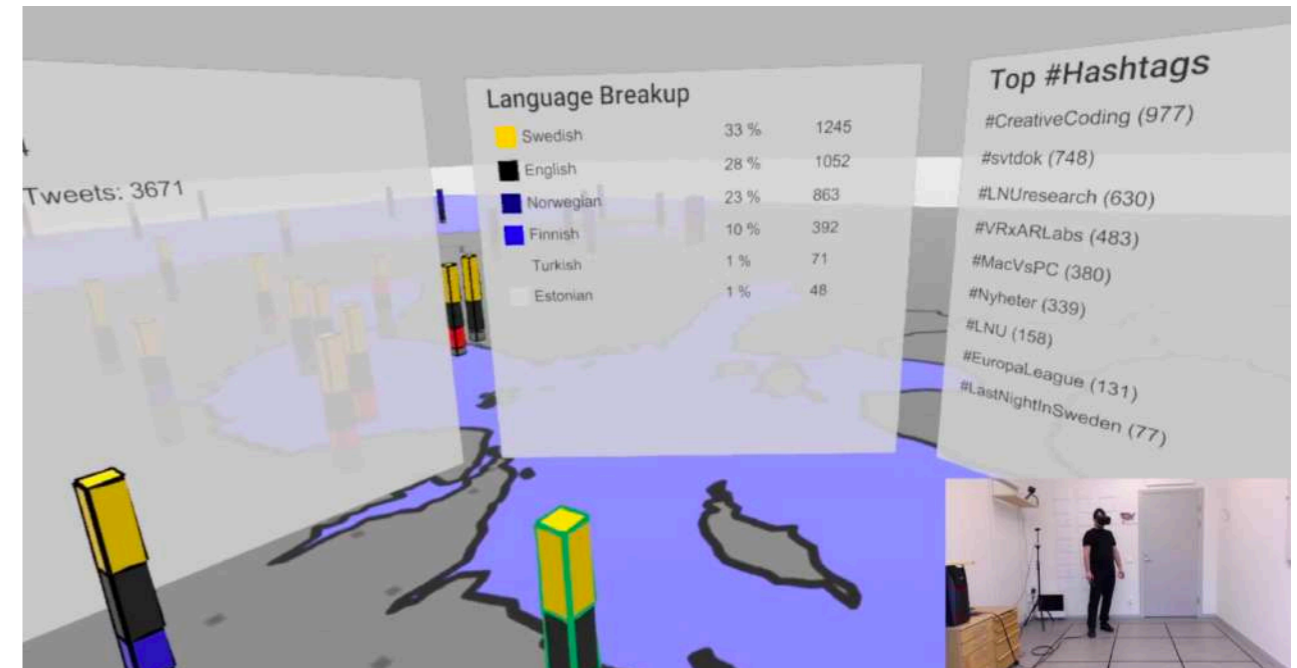 Tweets: 3671
Language Breakup
Swedish 33 % 1245
English 28 % 1052
Norwegian 23 % 863
Finnish 10 % 392
Turkish 1 % 71
Estonian 1 % 48
Top #Hashtags
#CreativeCoding (977)
#svtdok (748)
#LNUresearch (630)
#VRxARLabs (483)
#MacVsPC (380)
#Nyheter (339)
#LNU (158)
#EuropaLeague (131)
#LastNightInSweden (77)